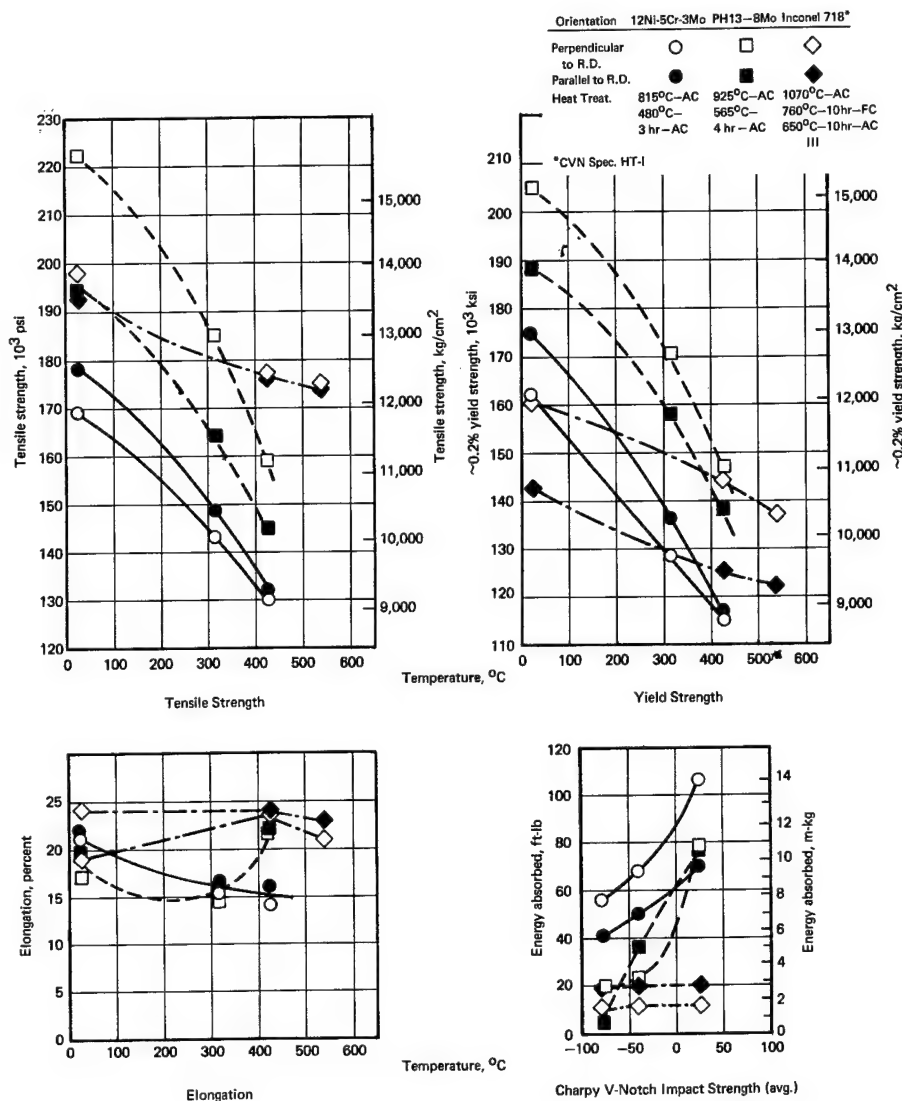 Orientation 12Ni-5Cr-3Mo PH13-8Mo Inconel 718*
Perpendicular
to R.D.
Parallel to R.D.
Heat Treat. 815°C-AC 925°C-AC 1070°C-AC
480°C- 565°C- 760°C-10hr-FC
3 hr-AC 4 hr-AC 650°C-10hr-AC
III
*CVN Spec. HT-I
Tensile strength, 10³ psi
230
220
210
200
190
180
170
160
150
140
130
120
15,000
14,000
13,000
12,000
11,000
10,000
9,000
Tensile strength, kg/cm²
0 100 200 300 400 500 600
Temperature, °C
Tensile Strength
~0.2% yield strength, 10³ ksi
210
200
190
180
170
160
150
140
130
120
110
15,000
14,000
13,000
12,000
11,000
10,000
9,000
~0.2% yield strength, kg/cm²
0 100 200 300 400 500 600
Yield Strength
Elongation, percent
25
20
15
10
5
0
0 100 200 300 400 500 600
Temperature, °C
Elongation
Energy absorbed, ft-lb
120
100
80
60
40
20
0
14
12
10
8
6
4
2
0
Energy absorbed, m-kg
-100 -50 0 50 100
Charpy V-Notch Impact Strength (avg.)